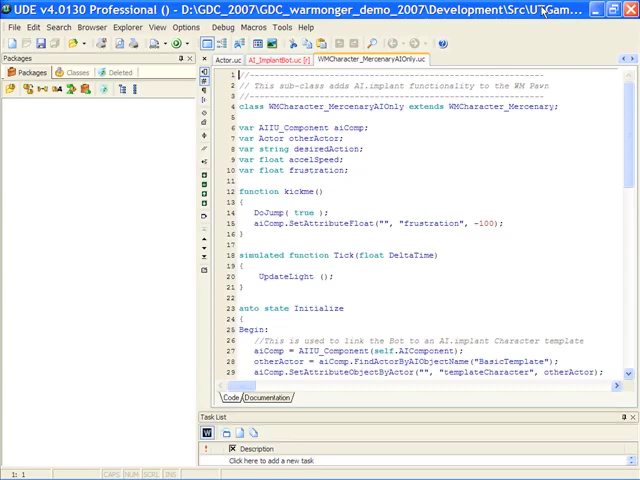 UDE v4.0130 Professional () - D:\GDC_2007\GDC_warmonger_demo_2007\Development\Src\UTGam...
File Edit Search Browser Explorer View Debug Macros Tools Options Window Help
Packages
Packages Classes Deleted
Actor.uc AI_ImplantBot.uc [r] WMCharacter_MercenaryAIOnly.uc
1 //-------------------------------------------------------
2 // This sub-class adds AI.implant functionality to the WM Pawn
3 //-------------------------------------------------------
4 class WMCharacter_MercenaryAIOnly extends WMCharacter_Mercenary;
5
6 var AIIU_Component aiComp;
7 var Actor otherActor;
8 var string desiredAction;
9 var float accelSpeed;
10 var float frustration;
11
12 function kickme()
13 {
14 DoJump( true );
15 aiComp.SetAttributeFloat("", "frustration", -100);
16 }
17
18 simulated function Tick(float DeltaTime)
19 {
20 UpdateLight ();
21 }
22
23 auto state Initialize
24 {
25 Begin:
26 //This is used to link the Bot to an AI.implant Character template
27 aiComp = AIIU_Component(self.AIComponent);
28 otherActor = aiComp.FindActorByAIObjectName("BasicTemplate");
29 aiComp.SetAttributeObjectByActor("", "templateCharacter", otherActor);
Code Documentation
Task List
W
! Description
Click here to add a new task
1: 1 CAPS NUM SCRL INS